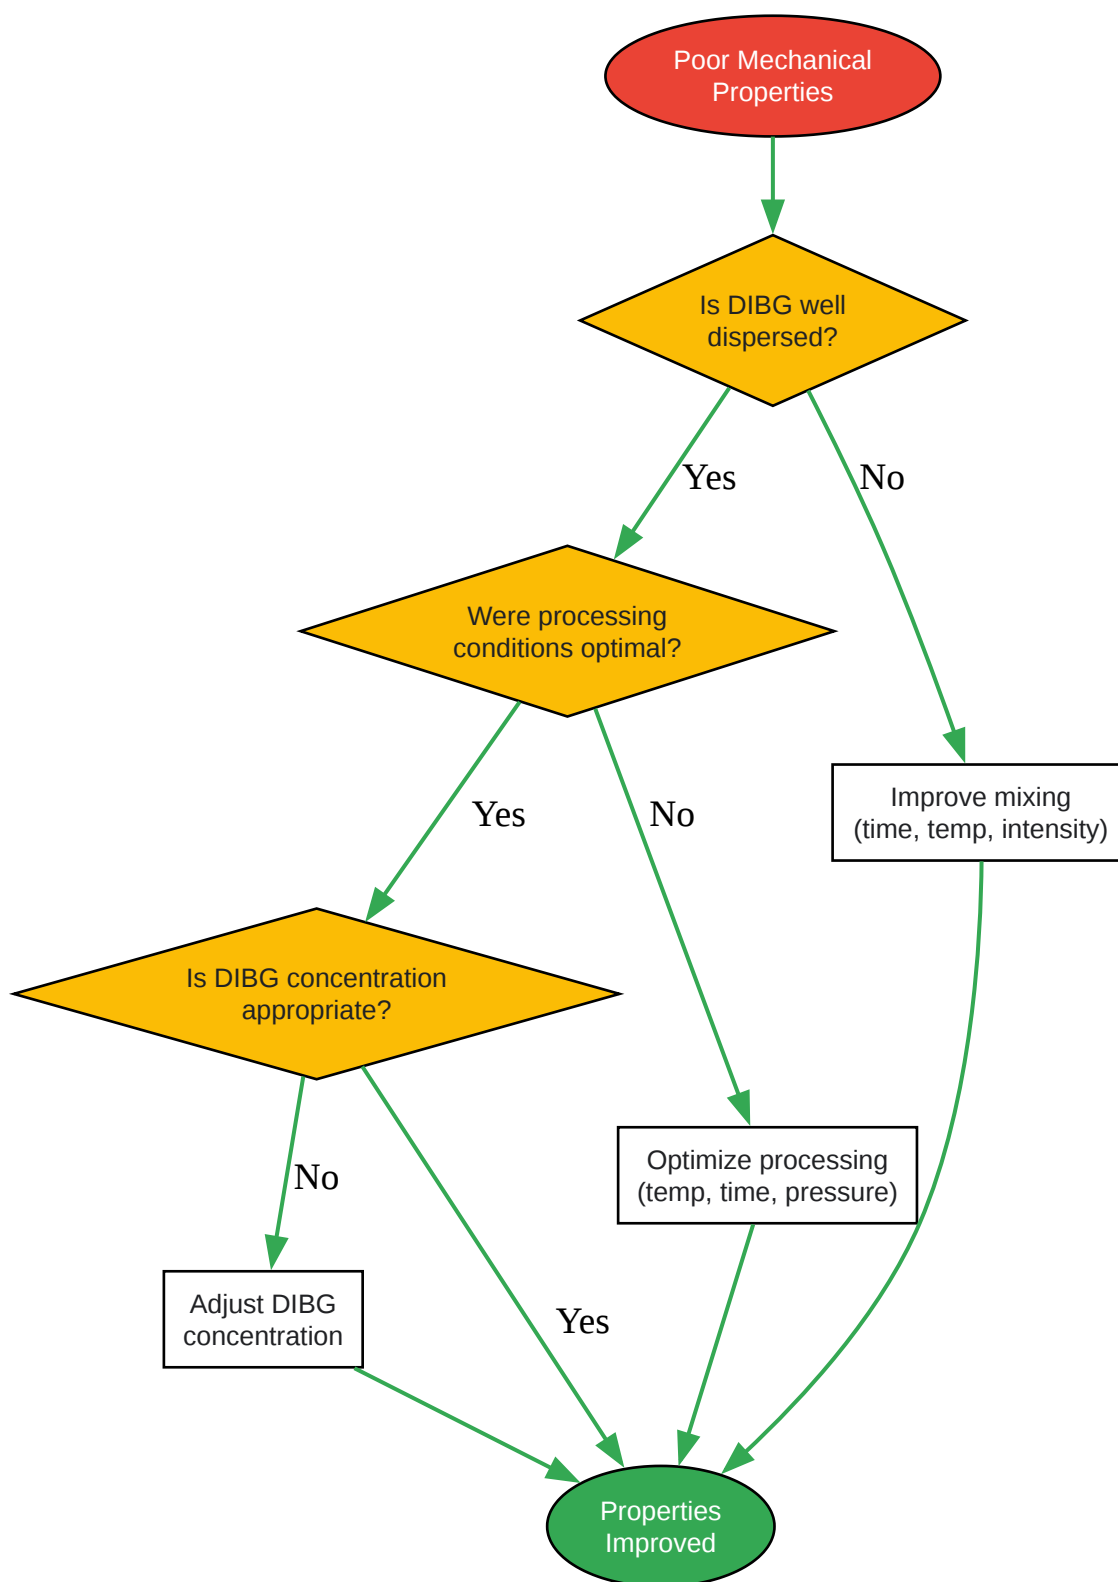 Poor Mechanical
Properties
Is DIBG well
dispersed?
Yes
No
Were processing
conditions optimal?
Yes
No
Improve mixing
(time, temp, intensity)
Is DIBG concentration
appropriate?
No
Yes
Optimize processing
(temp, time, pressure)
Adjust DIBG
concentration
Properties
Improved